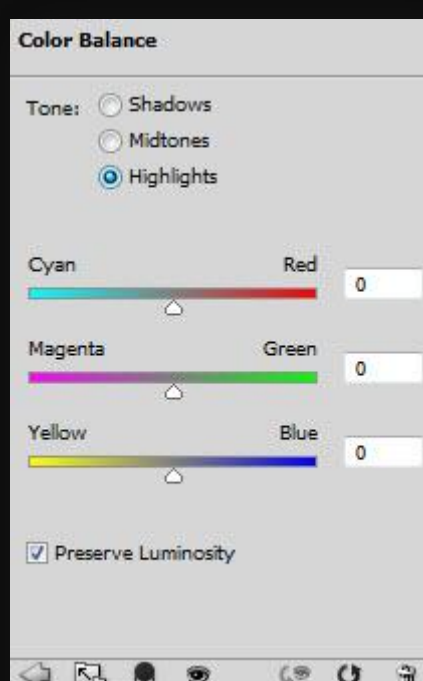 Color Balance
Tone: Shadows
Midtones
Highlights
Cyan Red
0
Magenta Green
0
Yellow Blue
0
Preserve Luminosity